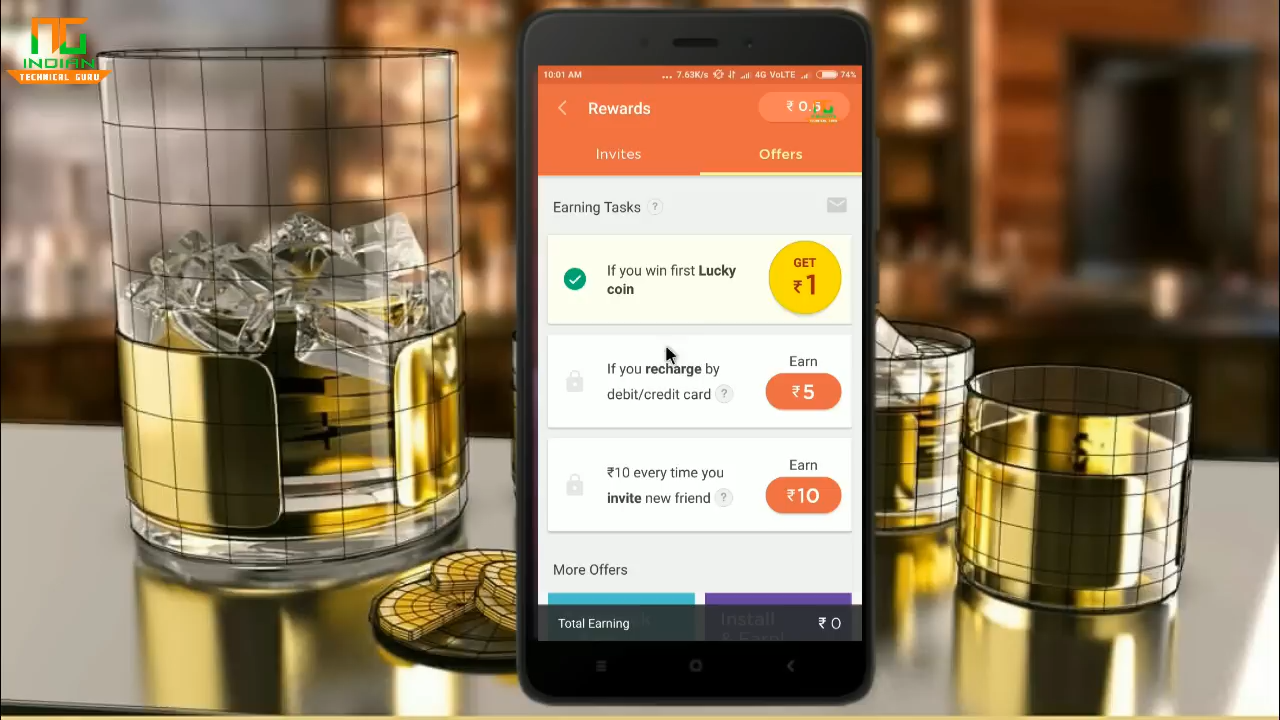 INDIAN
TECHNICAL GURU
10:01 AM
... 7.63K/s 4G VoLTE 74%
Rewards
₹ 0.5
Invites
Offers
Earning Tasks ?
If you win first Lucky
coin
GET
₹1
If you recharge by
debit/credit card ?
Earn
₹5
₹10 every time you
invite new friend ?
Earn
₹10
More Offers
Install
& Earn!
Total Earning
₹ 0